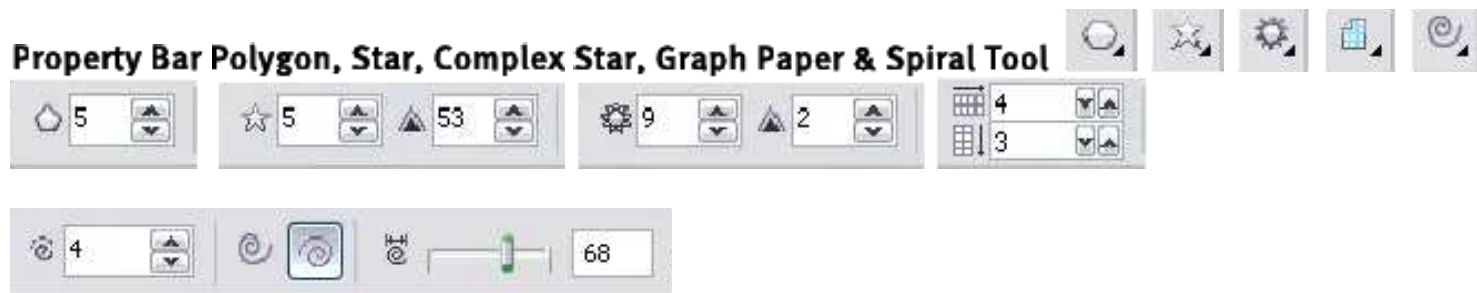 Property Bar Polygon, Star, Complex Star, Graph Paper & Spiral Tool
5 5 53 9 2 4
3
4 68